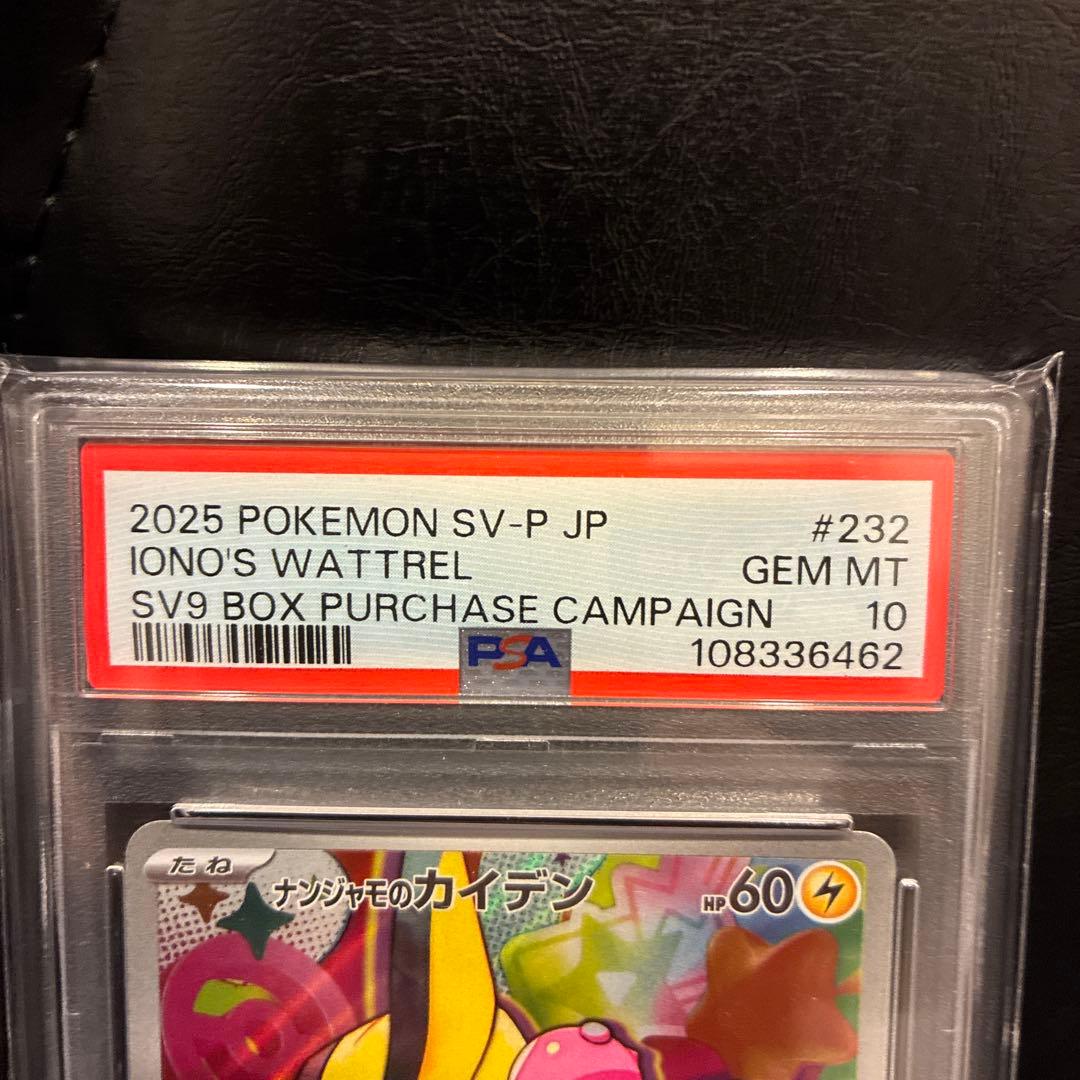 2025 POKEMON SV-P JP #232
IONO'S WATTREL GEM MT
SV9 BOX PURCHASE CAMPAIGN 10
PSA 108336462
たね ナンジャモのカイデン HP60